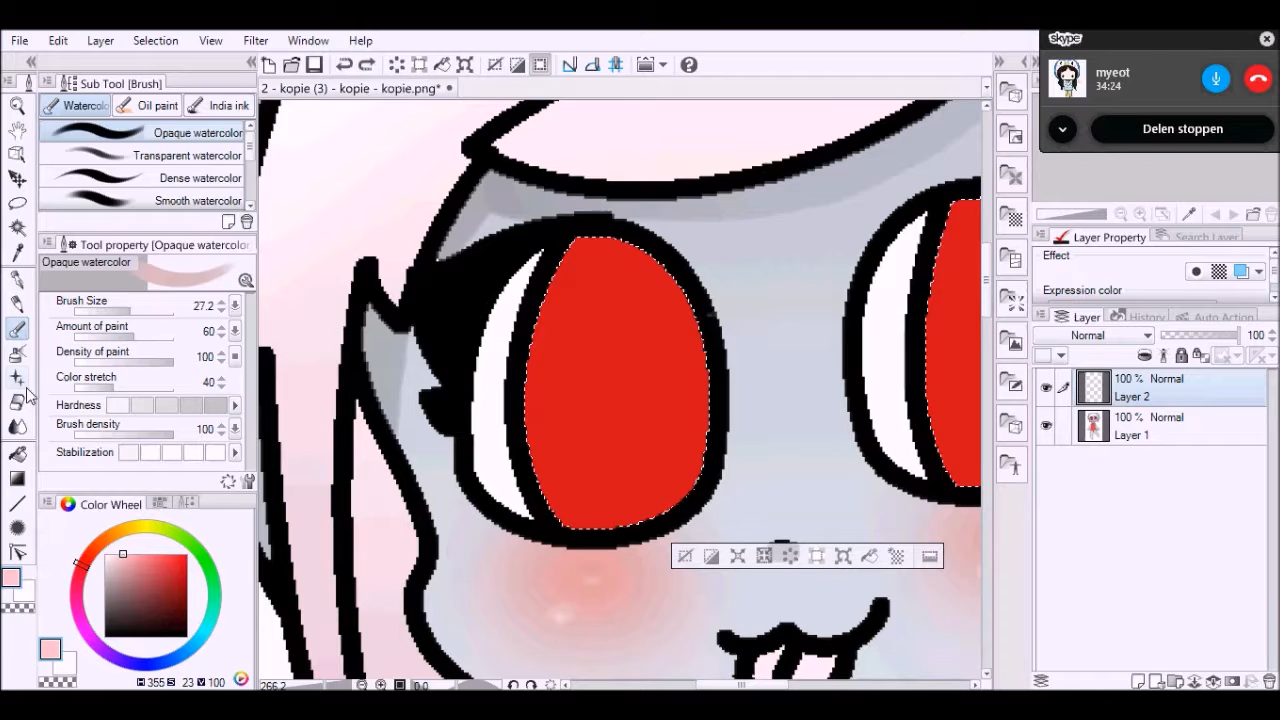 File Edit Layer Selection View Filter Window Help
skype
myeot
34:24
Delen stoppen
Sub Tool [Brush]
2 - kopie (3) - kopie - kopie.png*
Watercolo Oil paint India ink
Opaque watercolor
Transparent watercolor
Dense watercolor
Smooth watercolor
Tool property [Opaque watercolor
Opaque watercolor
Brush Size 27.2
Amount of paint 60
Density of paint 100
Color stretch 40
Hardness
Brush density 100
Stabilization
Color Wheel
H 355 S 23 V 100
266.2 0.0
Layer Property Search Layer
Effect
Expression color
Layer History Auto Action
Normal 100
100 % Normal
Layer 2
100 % Normal
Layer 1